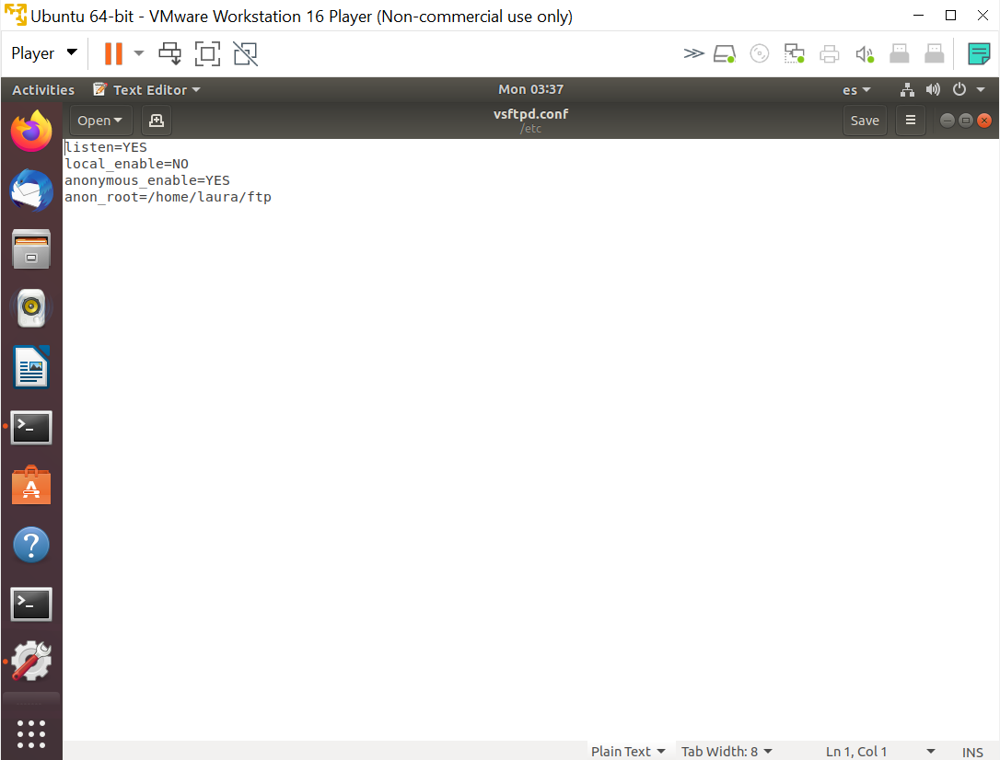 Ubuntu 64-bit - VMware Workstation 16 Player (Non-commercial use only)
Player
Activities
Text Editor
Mon 03:37
es
Open
vsftpd.conf
/etc
Save
listen=YES
local_enable=NO
anonymous_enable=YES
anon_root=/home/laura/ftp
Plain Text
Tab Width: 8
Ln 1, Col 1
INS